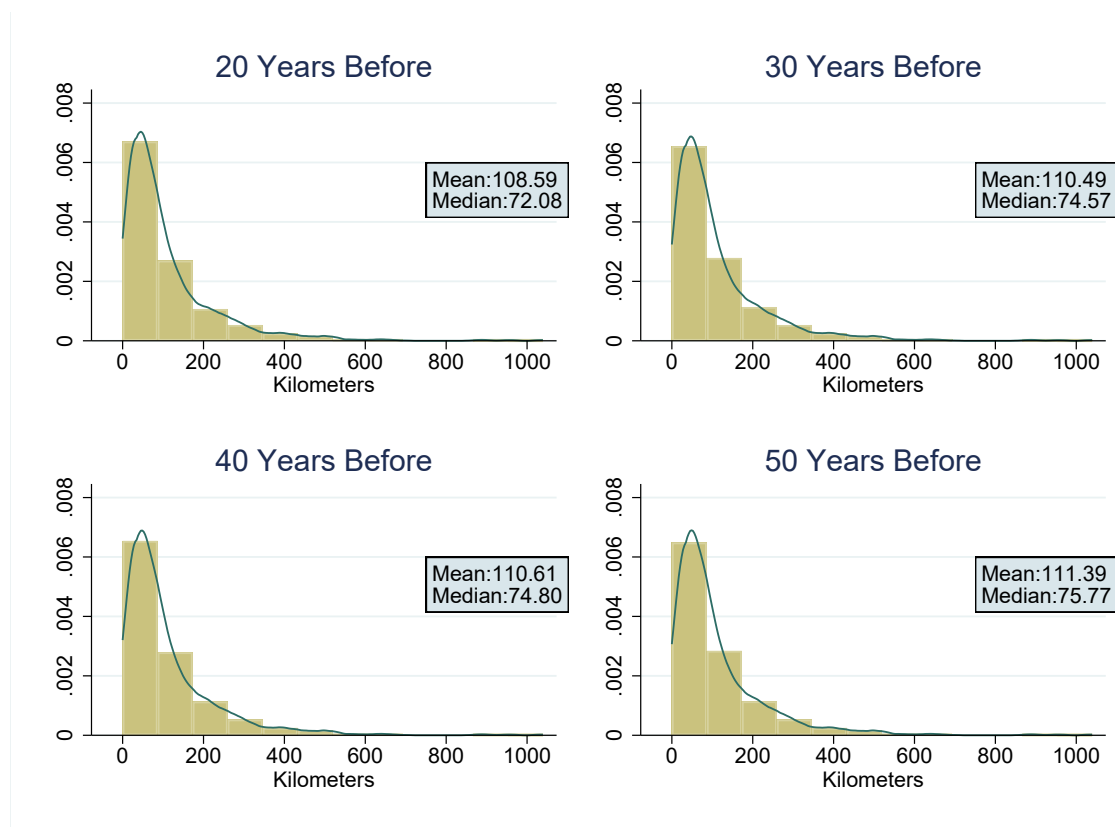 20 Years Before
.008
.006
.004
.002
0
Mean:108.59
Median:72.08
0 200 400 600 800 1000
Kilometers
30 Years Before
.008
.006
.004
.002
0
Mean:110.49
Median:74.57
0 200 400 600 800 1000
Kilometers
40 Years Before
.008
.006
.004
.002
0
Mean:110.61
Median:74.80
0 200 400 600 800 1000
Kilometers
50 Years Before
.008
.006
.004
.002
0
Mean:111.39
Median:75.77
0 200 400 600 800 1000
Kilometers